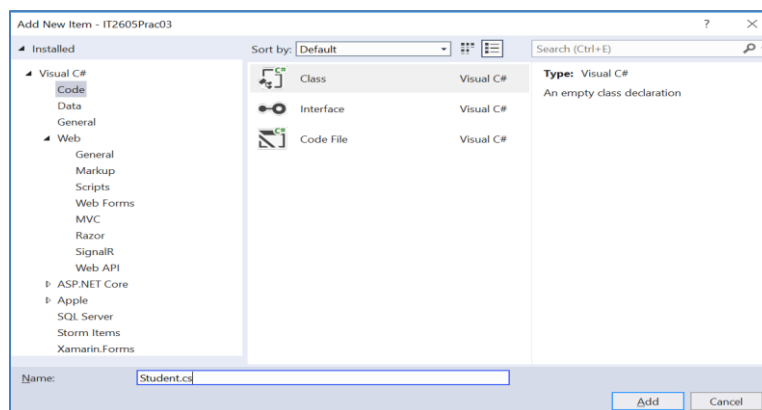 Add New Item - IT2605Prac03
? ×
Installed
Sort by: Default
Search (Ctrl+E)
Visual C#
Code
Data
General
Web
General
Markup
Scripts
Web Forms
MVC
Razor
SignalR
Web API
ASP.NET Core
Apple
SQL Server
Storm Items
Xamarin.Forms
C# Class Visual C#
Interface Visual C#
C# Code File Visual C#
Type: Visual C#
An empty class declaration
Name: Student.cs
Add Cancel